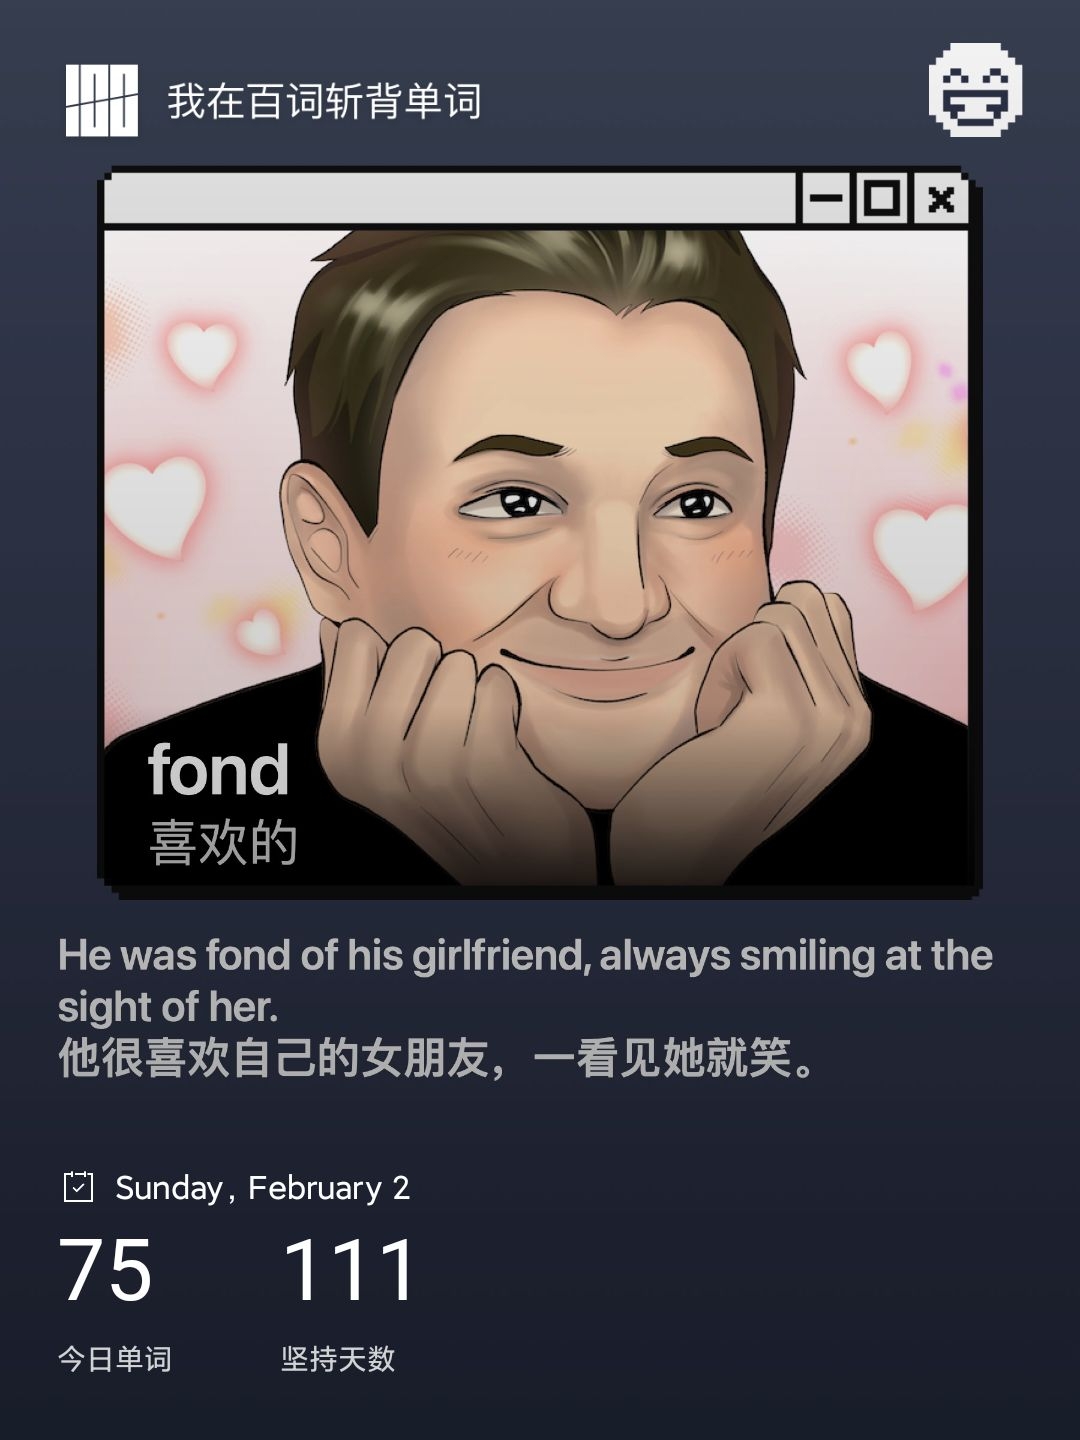 100
我在百词斩背单词
fond
喜欢的
He was fond of his girlfriend, always smiling at the
sight of her.
他很喜欢自己的女朋友，一看见她就笑。
Sunday, February 2
75 111
今日单词 坚持天数